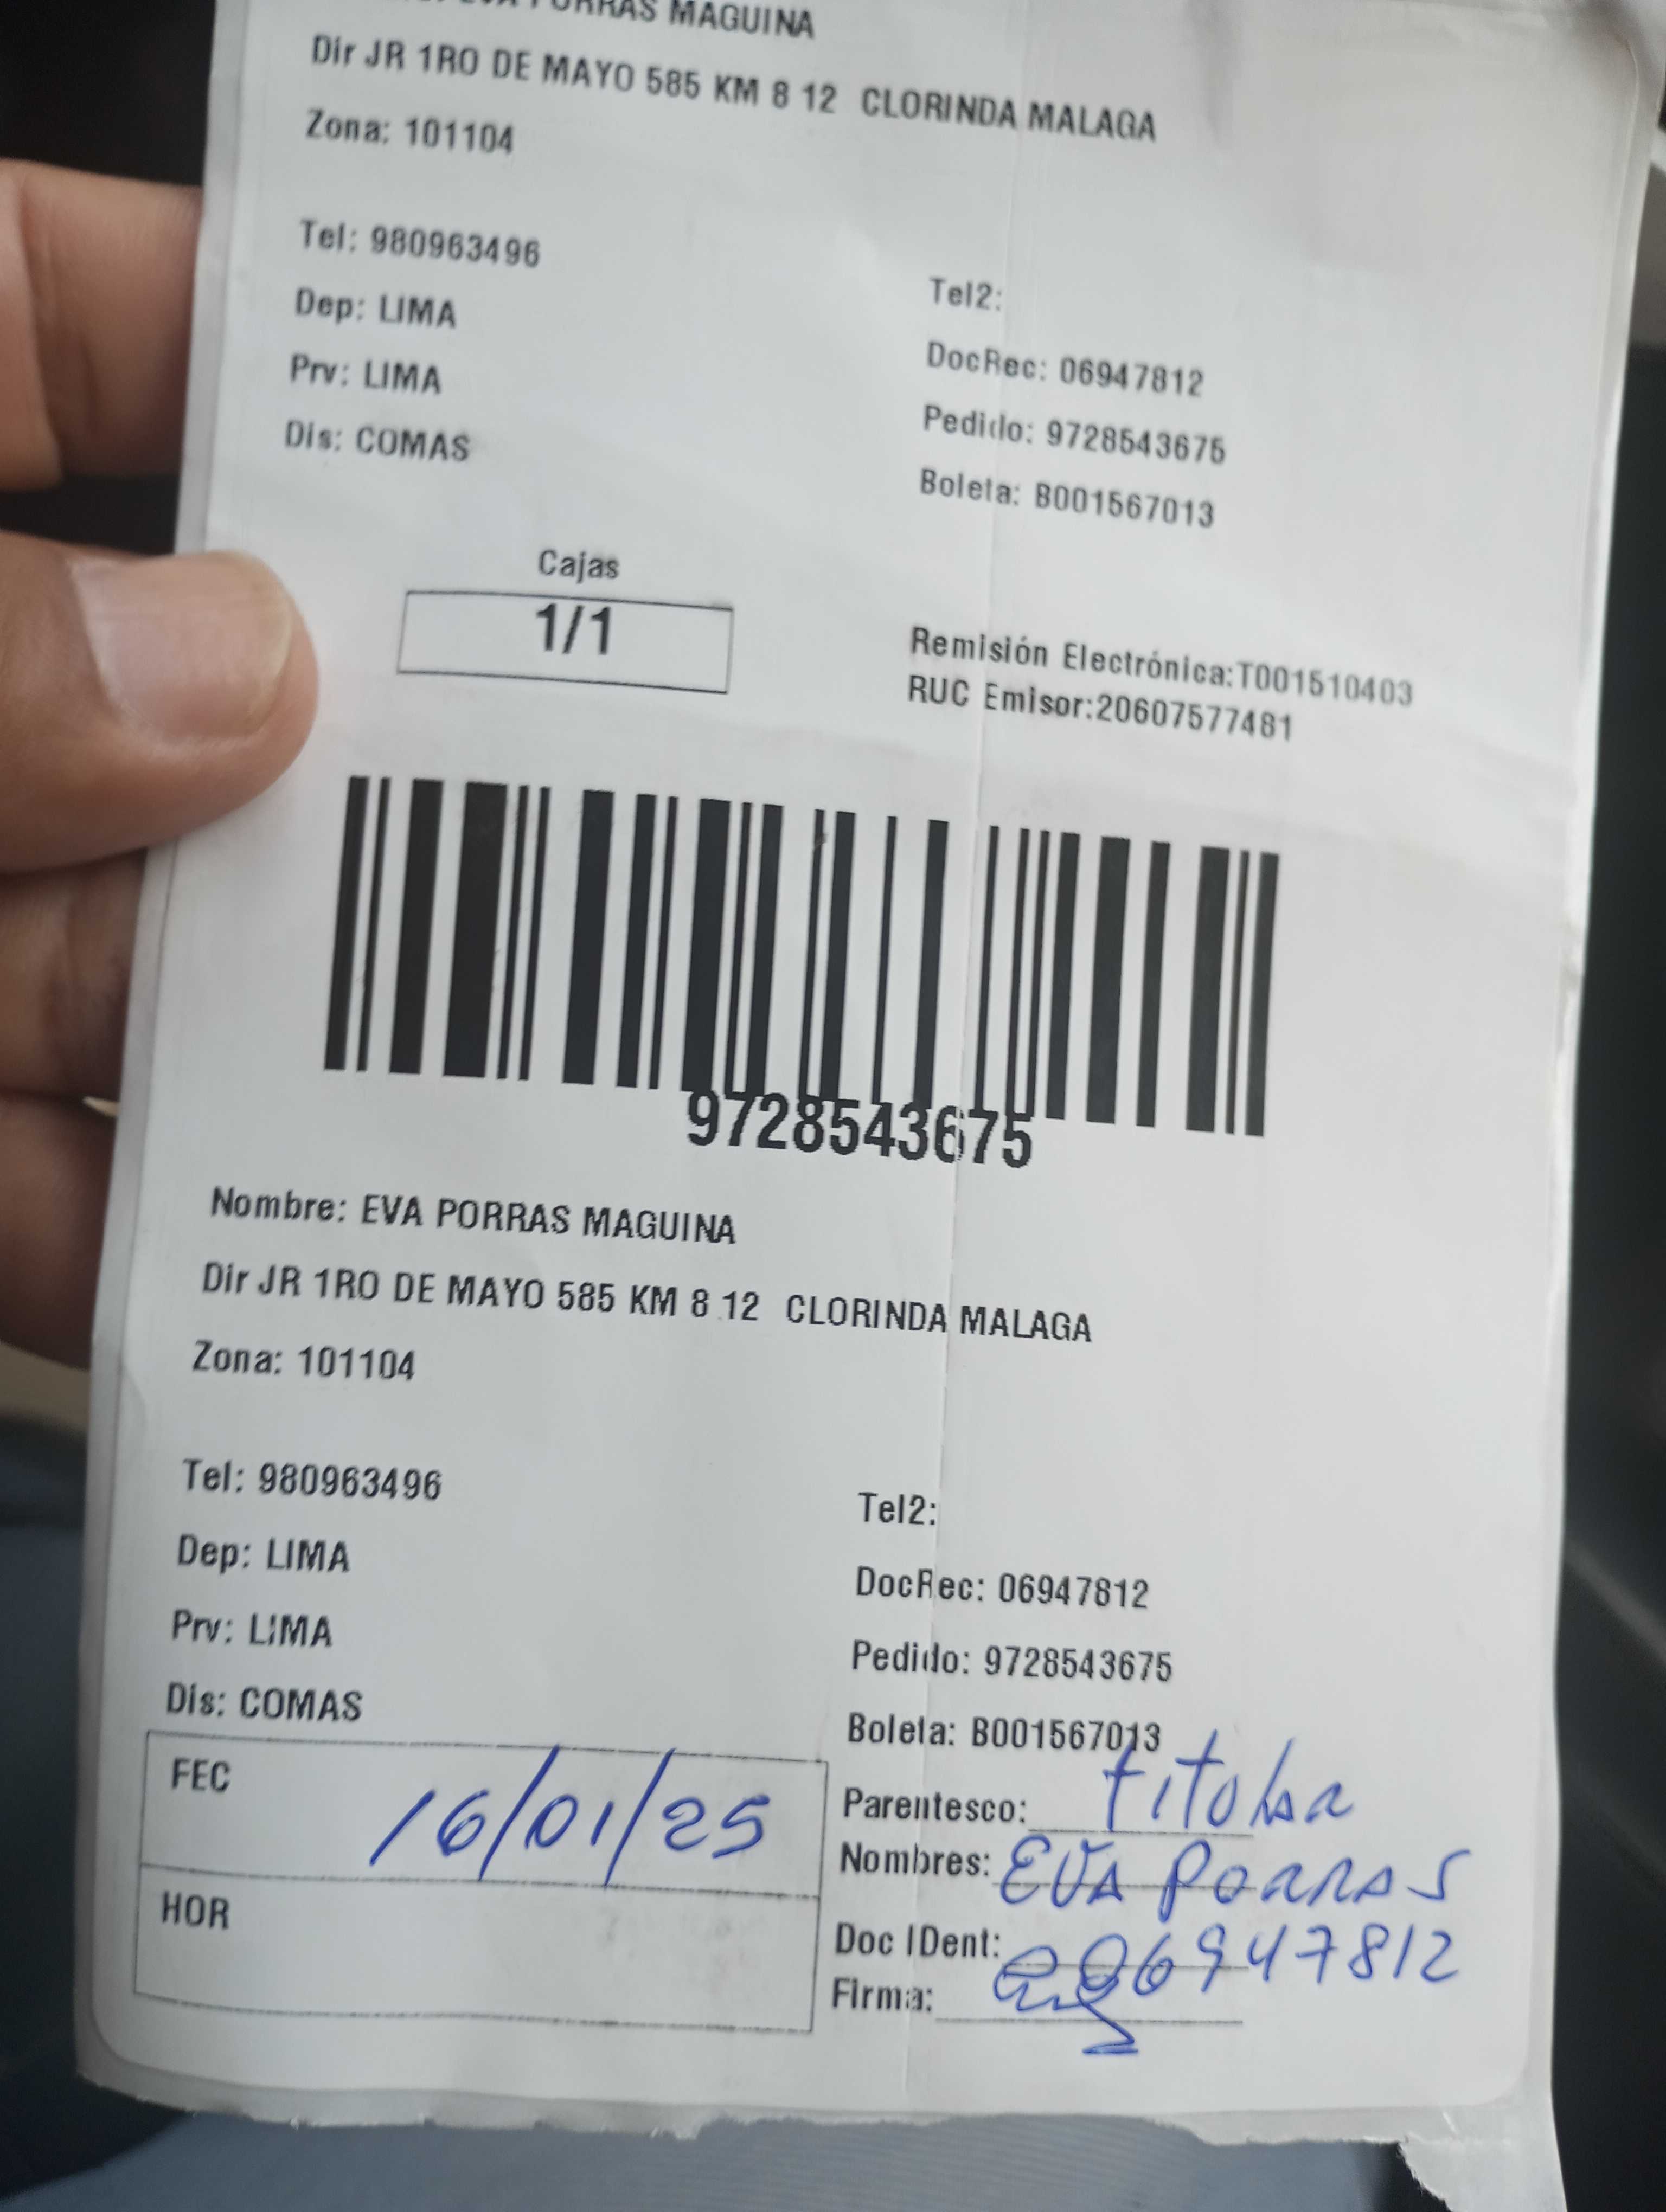 PORRAS MAGUINA
Dir JR 1RO DE MAYO 585 KM 8 12 CLORINDA MALAGA
Zona: 101104
Tel: 980963496
Tel2:
Dep: LIMA
DocRec: 06947812
Prv: LIMA
Pedido: 9728543675
Dis: COMAS
Boleta: B001567013
Cajas
1/1
Remisión Electrónica:T001510403
RUC Emisor:20607577481
9728543675
Nombre: EVA PORRAS MAGUINA
Dir JR 1RO DE MAYO 585 KM 8 12 CLORINDA MALAGA
Zona: 101104
Tel: 980963496
Tel2:
Dep: LIMA
DocRec: 06947812
Prv: LIMA
Pedido: 9728543675
Dis: COMAS
Boleta: B001567013
FEC 16/01/25
Parentesco: titular
Nombres: EVA PORRAS
HOR
Doc IDent: 06947812
Firma: